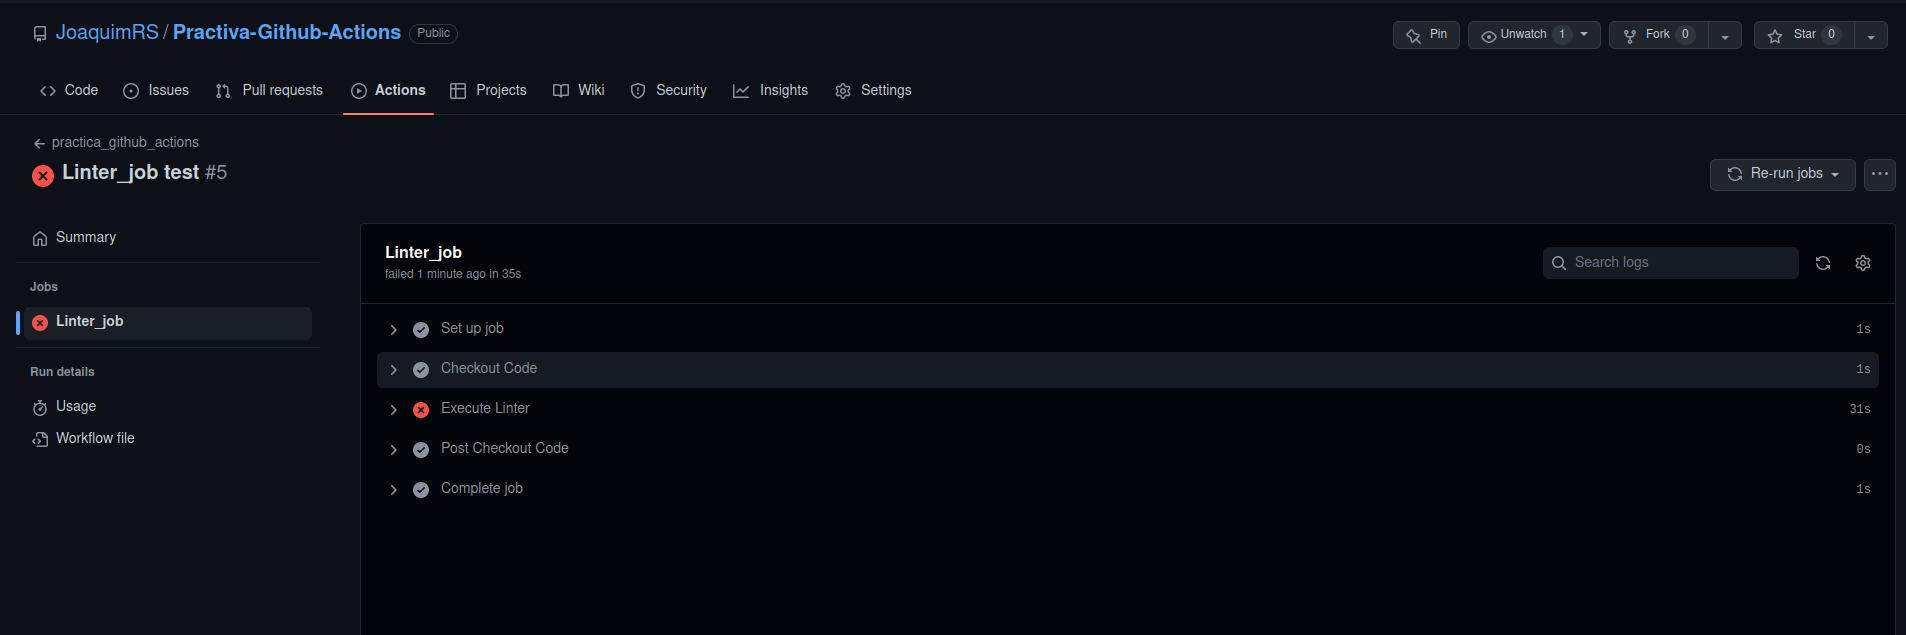 JoaquimRS / Practiva-Github-Actions Public
Pin
Unwatch 1
Fork 0
Star 0
Code Issues Pull requests Actions Projects Wiki Security Insights Settings
practica_github_actions
Linter_job test #5
Re-run jobs
Summary
Jobs
Linter_job
Run details
Usage
Workflow file
Linter_job
failed 1 minute ago in 35s
Search logs
Set up job 1s
Checkout Code 1s
Execute Linter 31s
Post Checkout Code 0s
Complete job 1s